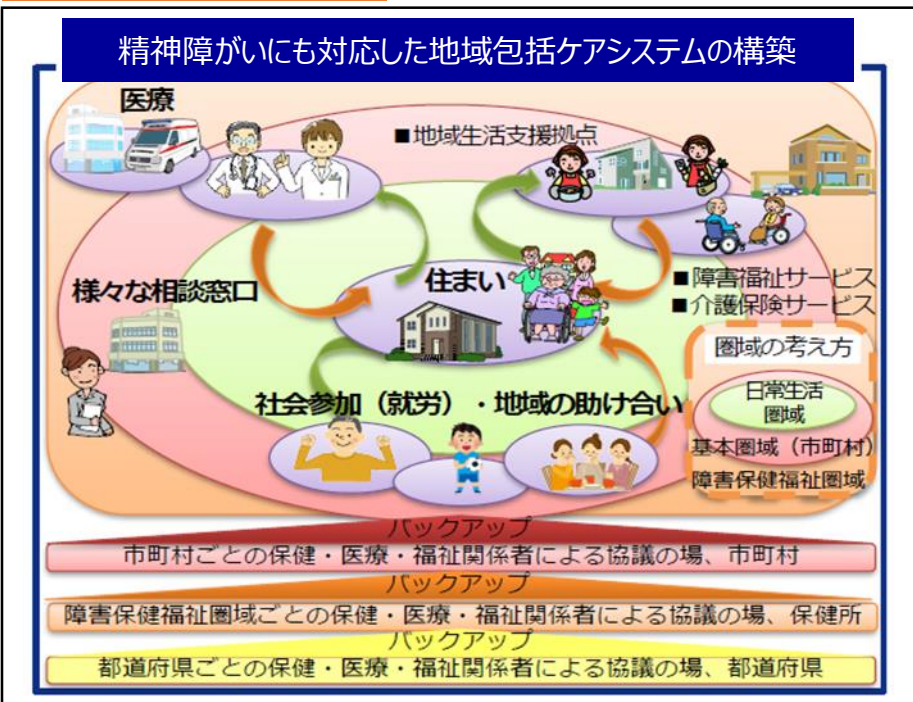 精神障がいにも対応した地域包括ケアシステムの構築
医療
■地域生活支援拠点
様々な相談窓口
住まい
■障害福祉サービス
■介護保険サービス
圏域の考え方
日常生活
圏域
基本圏域（市町村）
障害保健福祉圏域
社会参加（就労）・地域の助け合い
バックアップ
市町村ごとの保健・医療・福祉関係者による協議の場、市町村
バックアップ
障害保健福祉圏域ごとの保健・医療・福祉関係者による協議の場、保健所
バックアップ
都道府県ごとの保健・医療・福祉関係者による協議の場、都道府県